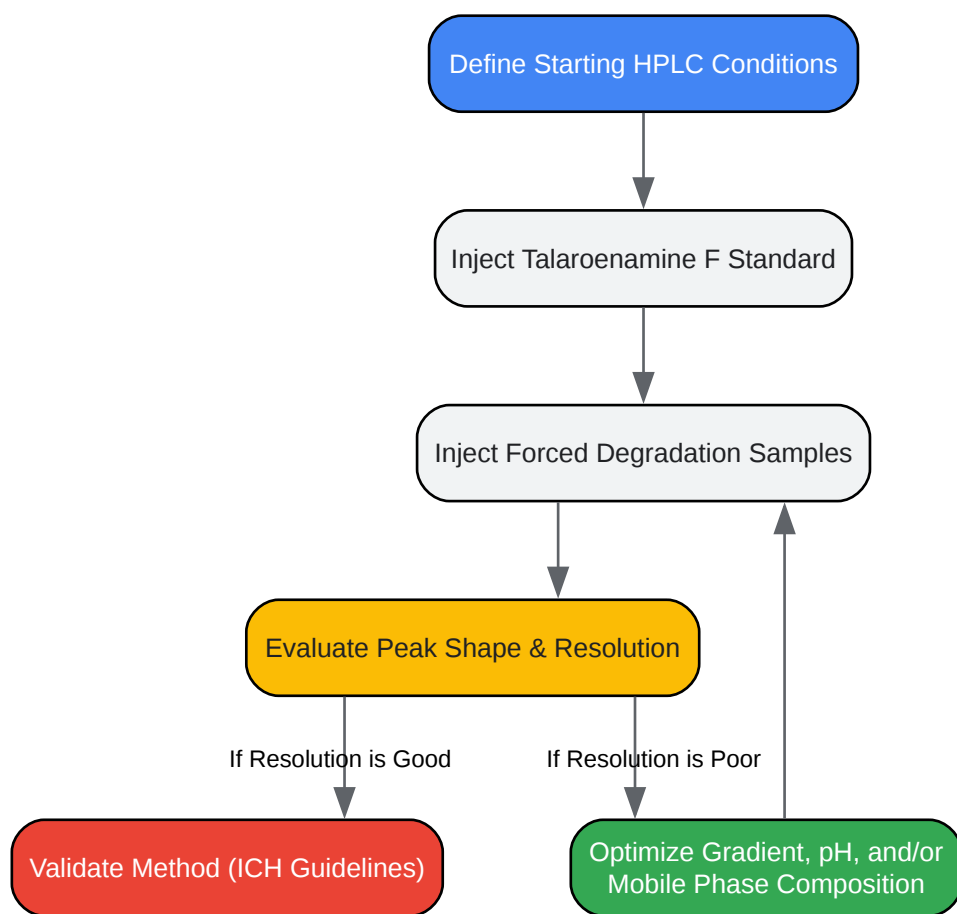 Define Starting HPLC Conditions
Inject Talaroenamine F Standard
Inject Forced Degradation Samples
Evaluate Peak Shape & Resolution
If Resolution is Good
If Resolution is Poor
Validate Method (ICH Guidelines)
Optimize Gradient, pH, and/or
Mobile Phase Composition